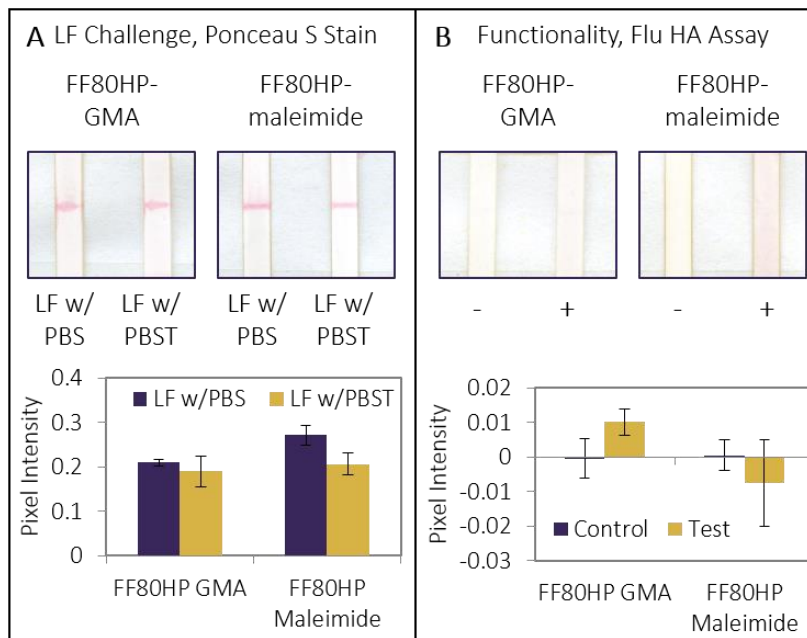 A LF Challenge, Ponceau S Stain
FF80HP-
GMA
FF80HP-
maleimide
LF w/
PBS
LF w/
PBST
LF w/
PBS
LF w/
PBST
Pixel Intensity
0.4
0.3
0.2
0.1
0
LF w/PBS
LF w/PBST
FF80HP GMA
FF80HP
Maleimide
B Functionality, Flu HA Assay
FF80HP-
GMA
FF80HP-
maleimide
- + - +
Pixel Intensity
0.02
0.01
0
-0.01
-0.02
-0.03
Control
Test
FF80HP GMA
FF80HP
Maleimide